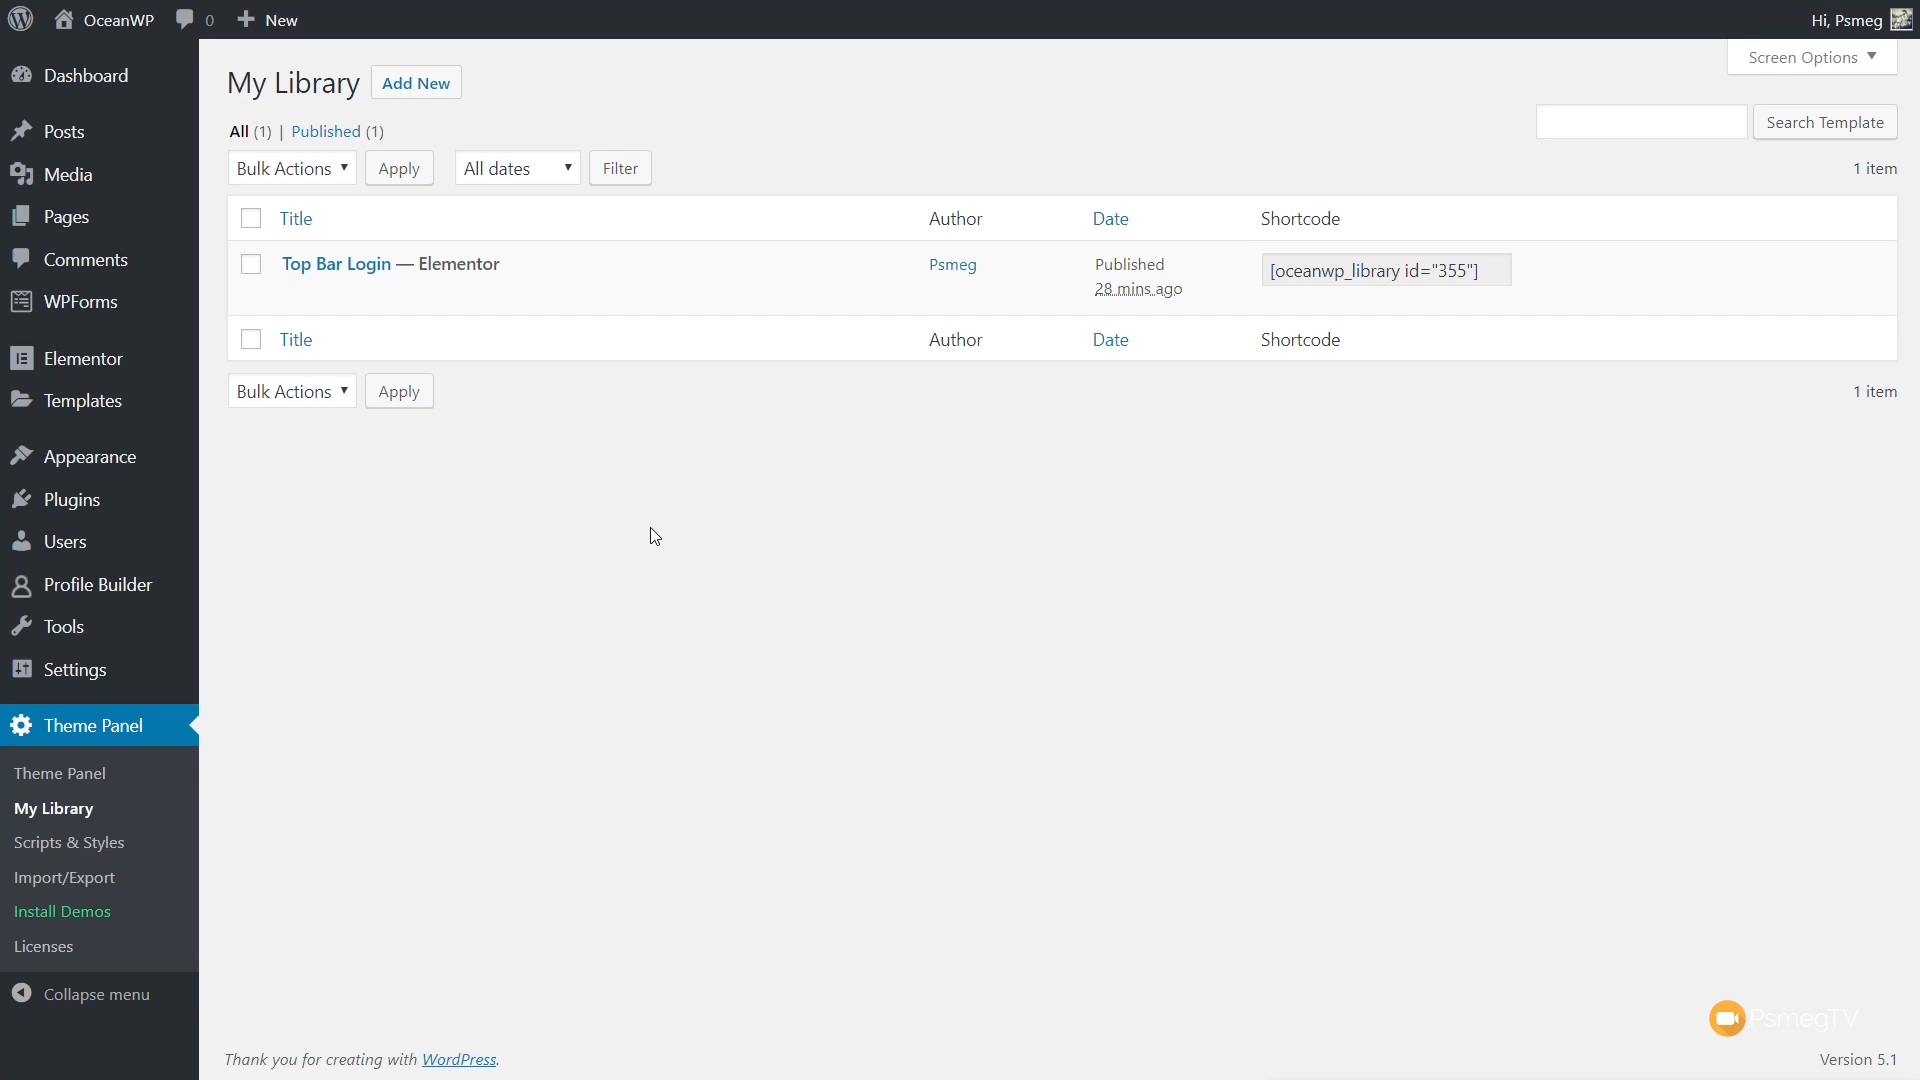 OceanWP 0 New Hi, Psmeg
Screen Options
Dashboard
Posts
Media
Pages
Comments
WPForms
Elementor
Templates
Appearance
Plugins
Users
Profile Builder
Tools
Settings
Theme Panel
Theme Panel
My Library
Scripts & Styles
Import/Export
Install Demos
Licenses
Collapse menu
My Library Add New
All (1) | Published (1)
Search Template
Bulk Actions Apply All dates Filter 1 item
Title Author Date Shortcode
Top Bar Login — Elementor Psmeg Published [oceanwp_library id="355"]
28 mins ago
Title Author Date Shortcode
Bulk Actions Apply 1 item
PsmegTV
Thank you for creating with WordPress. Version 5.1